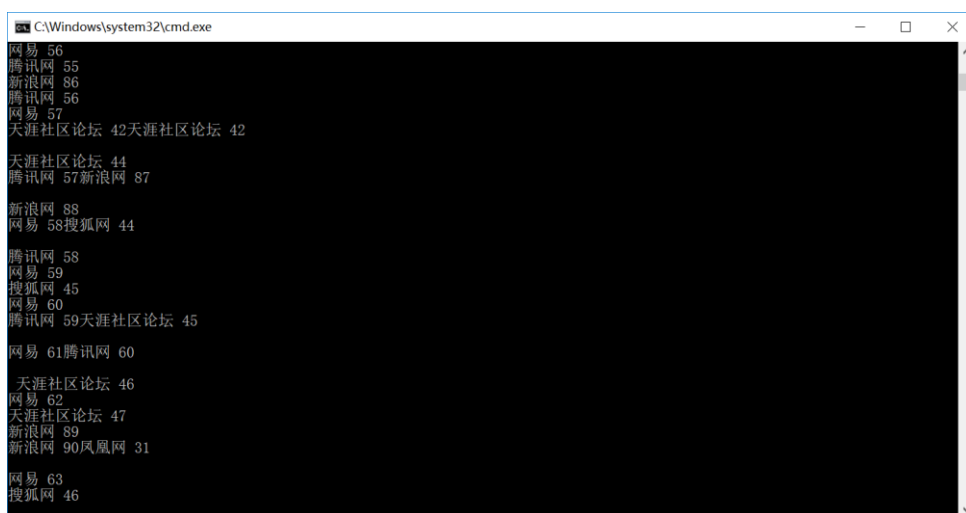 C:\Windows\system32\cmd.exe
网易 56
腾讯网 55
新浪网 86
腾讯网 56
网易 57
天涯社区论坛 42天涯社区论坛 42
天涯社区论坛 44
腾讯网 57新浪网 87
新浪网 88
网易 58搜狐网 44
腾讯网 58
网易 59
搜狐网 45
网易 60
腾讯网 59天涯社区论坛 45
网易 61腾讯网 60
天涯社区论坛 46
网易 62
天涯社区论坛 47
新浪网 89
新浪网 90凤凰网 31
网易 63
搜狐网 46